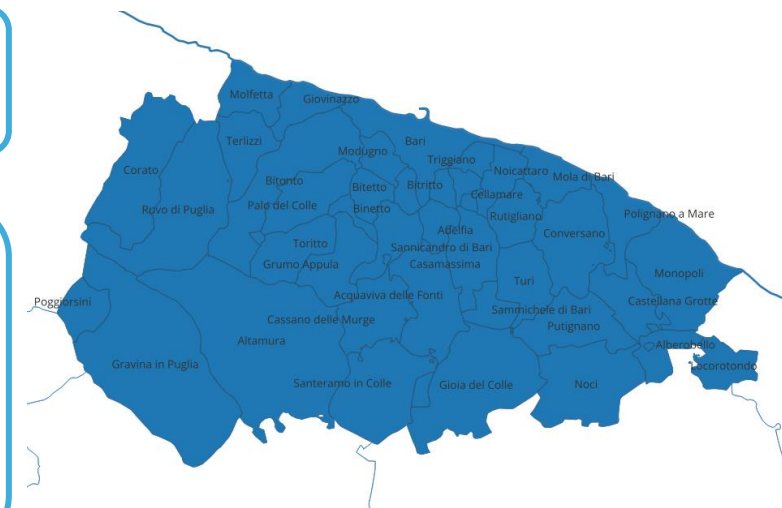 Molfetta
Giovinazzo
Terlizzi
Bari
Modugno
Triggiano
Corato
Noicattaro
Mola di Bari
Bitonto
Bitetto
Bitritto
Cellamare
Ruvo di Puglia
Palo del Colle
Binetto
Rutigliano
Polignano a Mare
Adelfia
Conversano
Toritto
Sannicandro di Bari
Grumo Appula
Casamassima
Monopoli
Turi
Poggiorsini
Acquaviva delle Fonti
Castellana Grotte
Sammichele di Bari
Cassano delle Murge
Putignano
Altamura
Alberobello
Gravina in Puglia
Locorotondo
Santeramo in Colle
Gioia del Colle
Noci